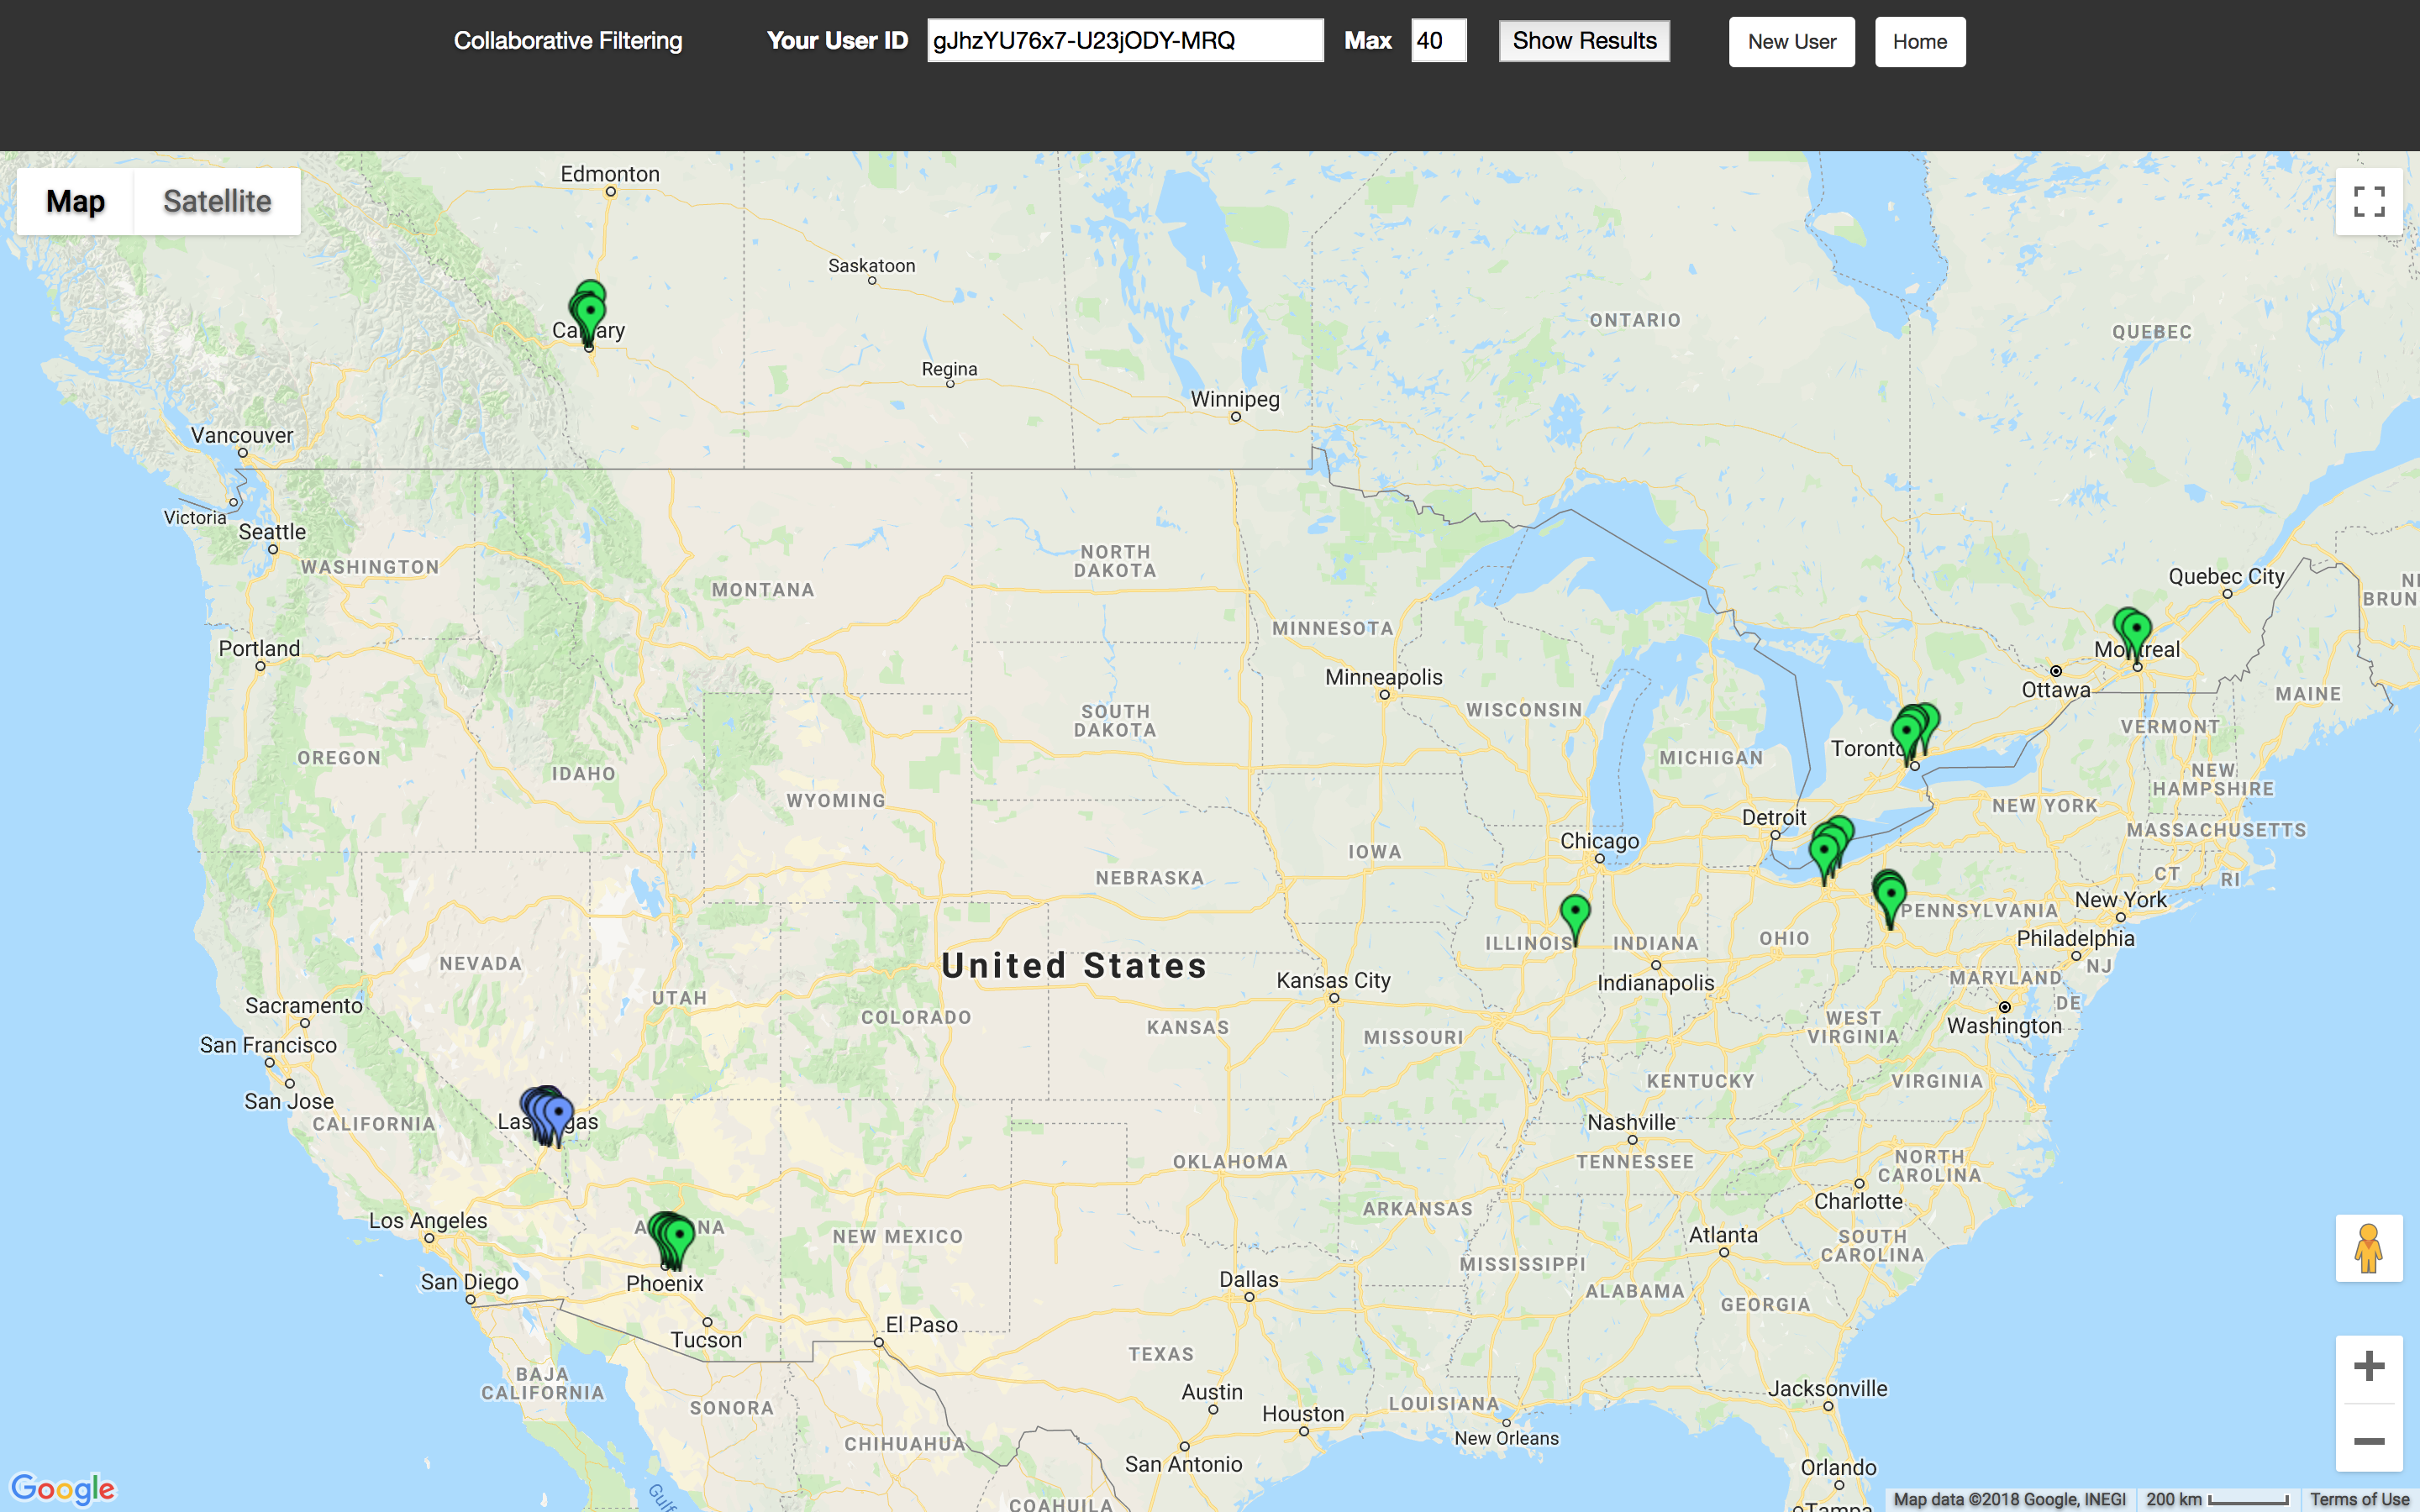 Collaborative Filtering Your User ID gJhzYU76x7-U23jODY-MRQ Max 40 Show Results New User Home
Map Satellite
Edmonton
Saskatoon
Calgary
ONTARIO
QUEBEC
Regina
Winnipeg
Vancouver
Victoria
Seattle
WASHINGTON
NORTH
DAKOTA
MONTANA
Quebec City
BRUN
MINNESOTA
Portland
Montreal
Minneapolis
Ottawa
MAINE
SOUTH
DAKOTA
WISCONSIN
VERMONT
Toronto
OREGON
MICHIGAN
IDAHO
NEW
HAMPSHIRE
WYOMING
NEW YORK
Detroit
MASSACHUSETTS
Chicago
IOWA
NEBRASKA
CT
RI
New York
PENNSYLVANIA
ILLINOIS
INDIANA
OHIO
Philadelphia
NEVADA
United States
NJ
Kansas City
Indianapolis
MARYLAND
UTAH
DE
Sacramento
COLORADO
KANSAS
MISSOURI
WEST
VIRGINIA
Washington
San Francisco
KENTUCKY
VIRGINIA
San Jose
CALIFORNIA
Las Vegas
Nashville
TENNESSEE
OKLAHOMA
NORTH
CAROLINA
Charlotte
Los Angeles
ARIZONA
NEW MEXICO
ARKANSAS
Atlanta
SOUTH
CAROLINA
MISSISSIPPI
San Diego
Phoenix
Dallas
ALABAMA
GEORGIA
El Paso
Tucson
TEXAS
BAJA
CALIFORNIA
Austin
Jacksonville
SONORA
Houston
LOUISIANA
New Orleans
CHIHUAHUA
San Antonio
Orlando
Google
Gulf
COAHUILA
Tampa
Map data ©2018 Google, INEGI 200 km Terms of Use